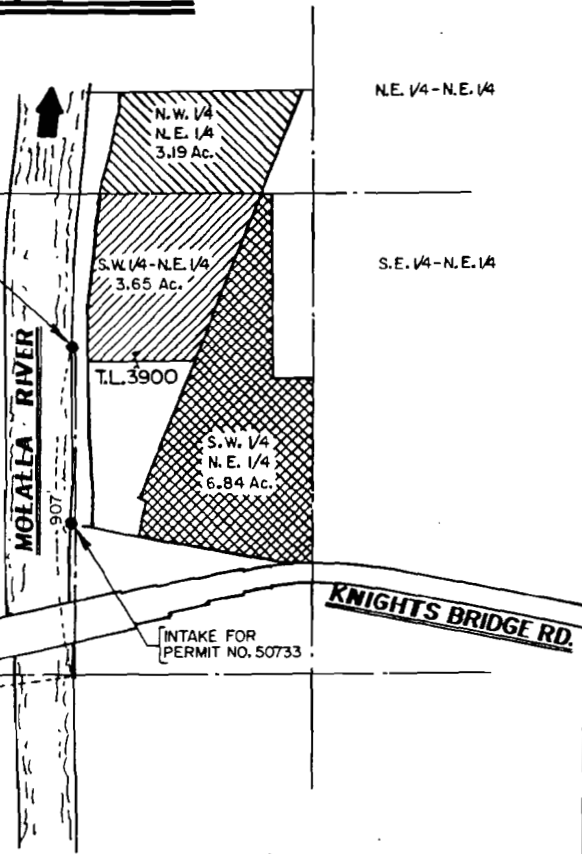 N.E. 1/4-N.E. 1/4
N.W. 1/4
N.E. 1/4
3.19 Ac.
S.W. 1/4-N.E. 1/4
3.65 Ac.
S.E. 1/4-N.E. 1/4
T.L. 3900
MOLALLA RIVER
S.W. 1/4
N.E. 1/4
6.84 Ac.
907'
KNIGHTS BRIDGE RD.
INTAKE FOR
PERMIT NO. 50733